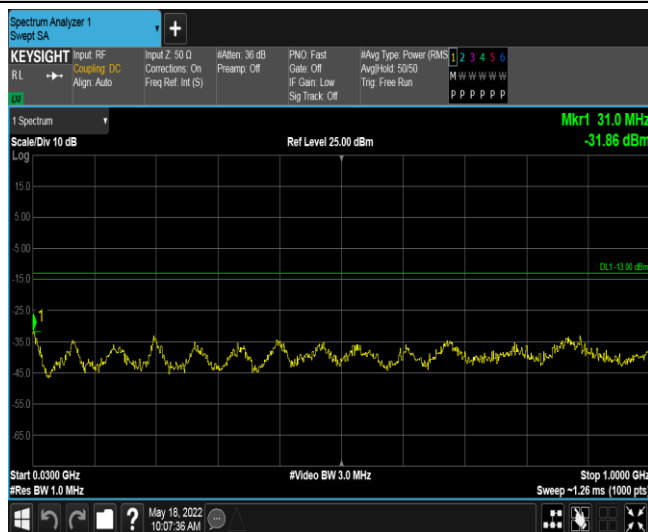 Spectrum Analyzer 1
Swept SA
KEYSIGHT
RL
Input: RF
Coupling: DC
Align: Auto
Input Z: 50 Ω
Corrections: On
Freq Ref: Int (S)
#Atten: 36 dB
Preamp: Off
PNO: Fast
Gate: Off
IF Gain: Low
Sig Track: Off
#Avg Type: Power (RMS
Avg|Hold: 50/50
Trig: Free Run
1 2 3 4 5 6
M W W W W W
P P P P P P
1 Spectrum
Scale/Div 10 dB
Ref Level 25.00 dBm
Mkr1 31.0 MHz
-31.86 dBm
Log
15.0
5.00
-5.00
DL1 -13.00 dBm
-15.0
-25.0
1
-35.0
-45.0
-55.0
-65.0
Start 0.0300 GHz
#Res BW 1.0 MHz
#Video BW 3.0 MHz
Stop 1.0000 GHz
Sweep ~1.26 ms (1000 pts)
?
May 18, 2022
10:07:36 AM